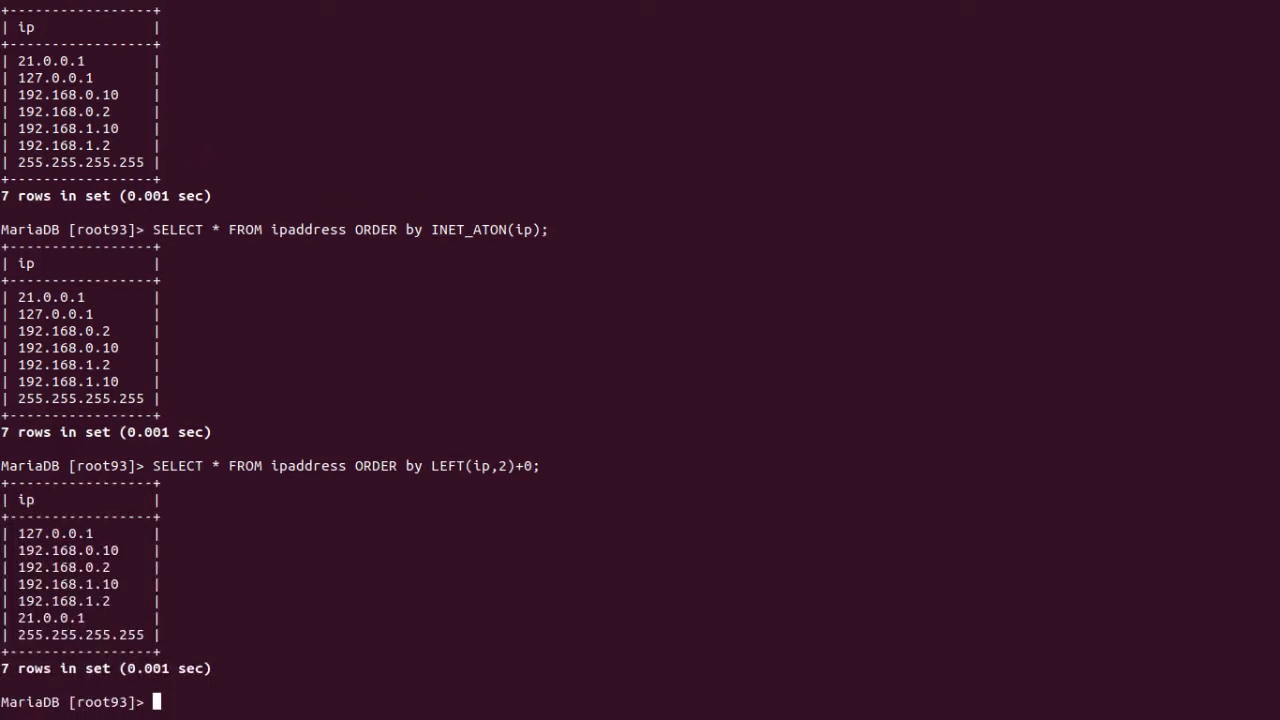 +-----------------+
| ip              |
+-----------------+
| 21.0.0.1        |
| 127.0.0.1       |
| 192.168.0.10    |
| 192.168.0.2     |
| 192.168.1.10    |
| 192.168.1.2     |
| 255.255.255.255 |
+-----------------+
7 rows in set (0.001 sec)
MariaDB [root93]> SELECT * FROM ipaddress ORDER by INET_ATON(ip);
+-----------------+
| ip              |
+-----------------+
| 21.0.0.1        |
| 127.0.0.1       |
| 192.168.0.2     |
| 192.168.0.10    |
| 192.168.1.2     |
| 192.168.1.10    |
| 255.255.255.255 |
+-----------------+
7 rows in set (0.001 sec)
MariaDB [root93]> SELECT * FROM ipaddress ORDER by LEFT(ip,2)+0;
+-----------------+
| ip              |
+-----------------+
| 127.0.0.1       |
| 192.168.0.10    |
| 192.168.0.2     |
| 192.168.1.10    |
| 192.168.1.2     |
| 21.0.0.1        |
| 255.255.255.255 |
+-----------------+
7 rows in set (0.001 sec)
MariaDB [root93]>